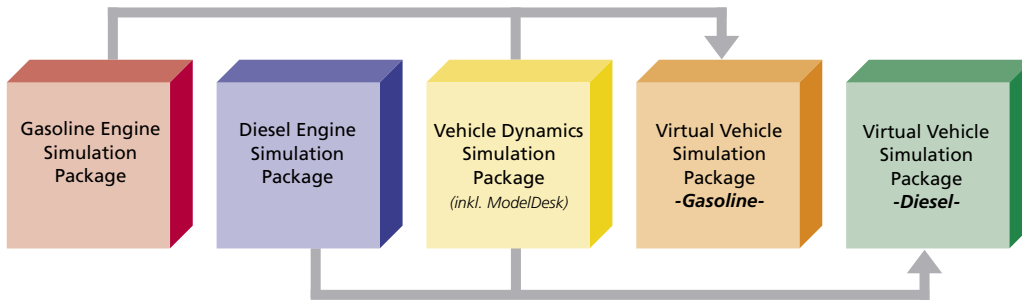 Gasoline Engine
Simulation
Package
Diesel Engine
Simulation
Package
Vehicle Dynamics
Simulation
Package
(inkl. ModelDesk)
Virtual Vehicle
Simulation
Package
-Gasoline-
Virtual Vehicle
Simulation
Package
-Diesel-